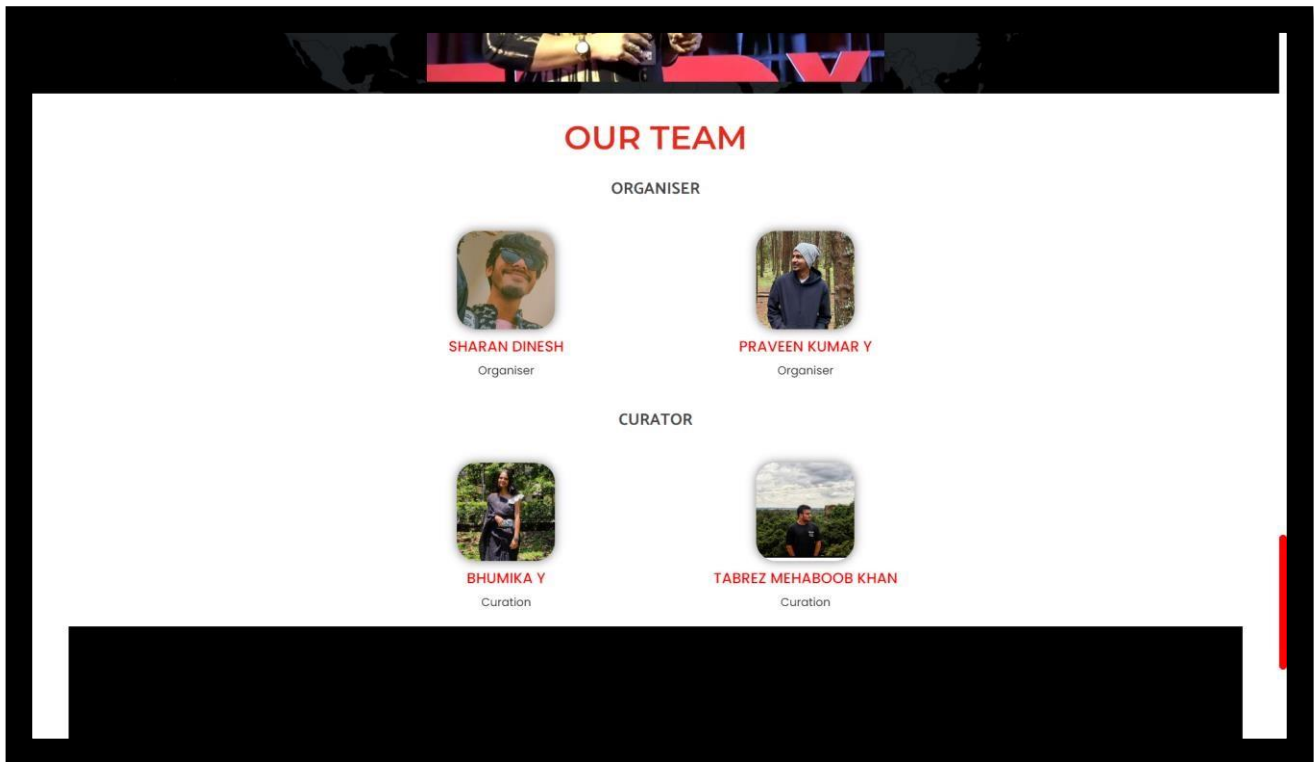 OUR TEAM
ORGANISER
SHARAN DINESH
Organiser
PRAVEEN KUMAR Y
Organiser
CURATOR
BHUMIKA Y
Curation
TABREZ MEHABOOB KHAN
Curation